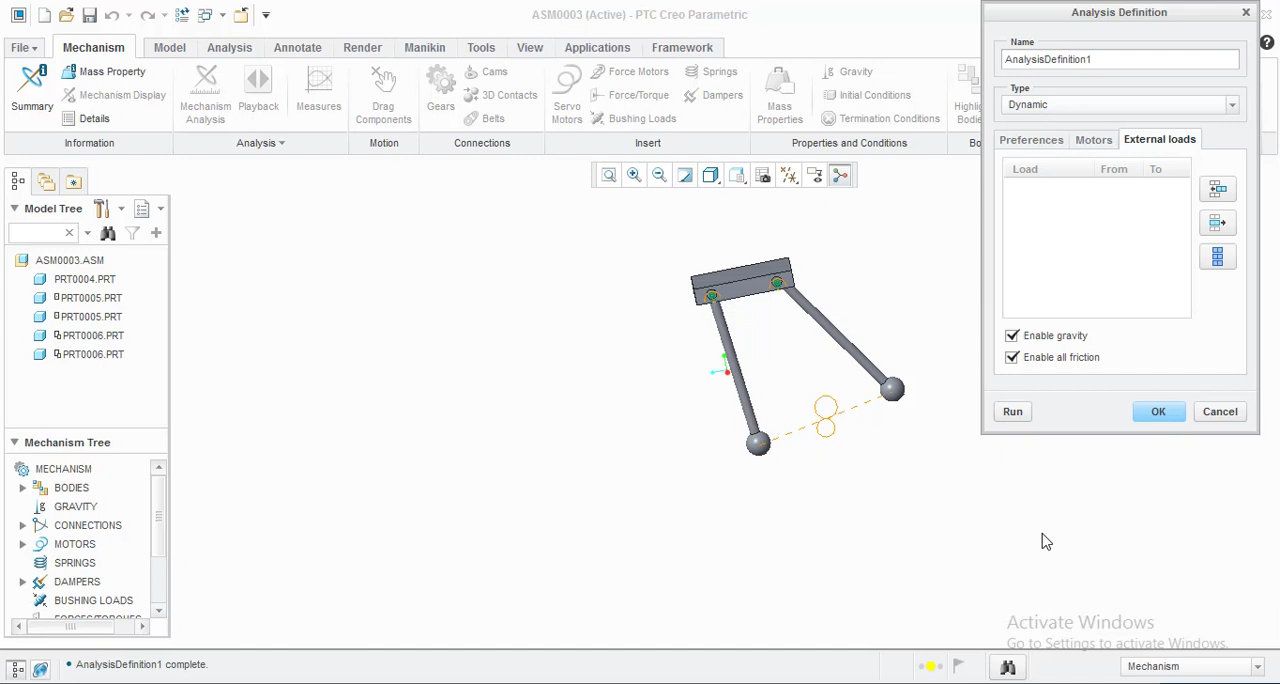 ASM0003 (Active) - PTC Creo Parametric
File Mechanism Model Analysis Annotate Render Manikin Tools View Applications Framework
Summary
Mass Property
Mechanism Display
Details
Information
Mechanism Analysis
Playback
Measures
Analysis
Drag Components
Motion
Gears
Cams
3D Contacts
Belts
Connections
Servo Motors
Force Motors
Force/Torque
Bushing Loads
Springs
Dampers
Insert
Mass Properties
Gravity
Initial Conditions
Termination Conditions
Properties and Conditions
Model Tree
ASM0003.ASM
PRT0004.PRT
PRT0005.PRT
PRT0005.PRT
PRT0006.PRT
PRT0006.PRT
Mechanism Tree
MECHANISM
BODIES
GRAVITY
CONNECTIONS
MOTORS
SPRINGS
DAMPERS
BUSHING LOADS
Analysis Definition
Name
AnalysisDefinition1
Type
Dynamic
Preferences Motors External loads
Load From To
Enable gravity
Enable all friction
Run OK Cancel
Activate Windows
Go to Settings to activate Windows.
AnalysisDefinition1 complete.
Mechanism